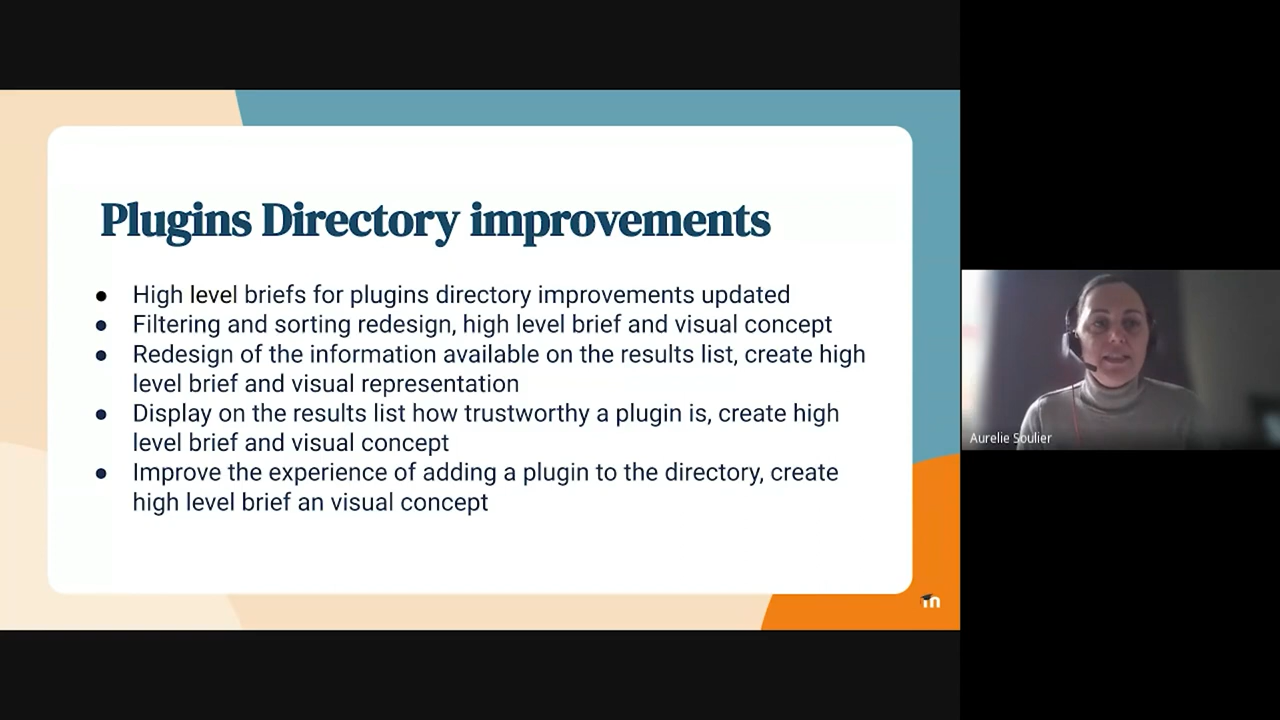 Plugins Directory improvements
● High level briefs for plugins directory improvements updated
● Filtering and sorting redesign, high level brief and visual concept
● Redesign of the information available on the results list, create high
level brief and visual representation
● Display on the results list how trustworthy a plugin is, create high
level brief and visual concept
● Improve the experience of adding a plugin to the directory, create
high level brief an visual concept
m
Aurelie Soulier